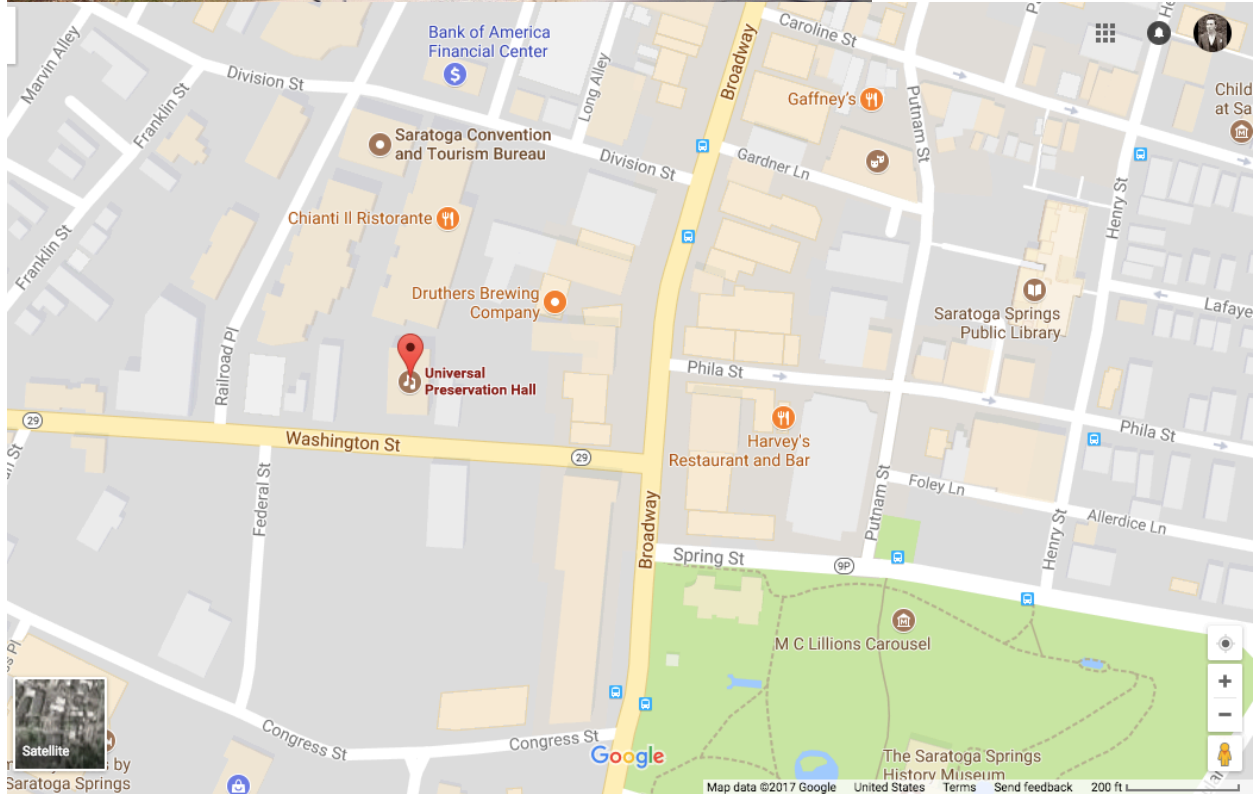 Marvin Alley
Franklin St
Division St
Bank of America
Financial Center
Long Alley
Broadway
Caroline St
Gaffney's
Putnam St
Child
at Sa
Saratoga Convention
and Tourism Bureau
Division St
Gardner Ln
Henry St
Franklin St
Chianti Il Ristorante
Druthers Brewing
Company
Saratoga Springs
Public Library
Lafaye
Railroad Pl
Universal
Preservation Hall
Phila St
29
Washington St
29
Harvey's
Restaurant and Bar
Phila St
Federal St
Broadway
Putnam St
Foley Ln
Allerdice Ln
Henry St
Spring St
9P
M C Lillions Carousel
Satellite
Congress St
Congress St
Google
The Saratoga Springs
History Museum
by
Saratoga Springs
Map data ©2017 Google United States Terms Send feedback 200 ft